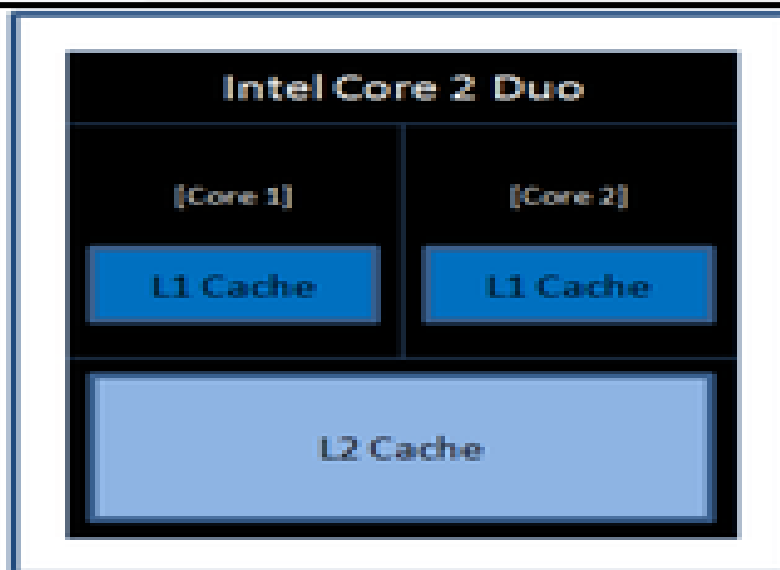 Intel Core 2 Duo
[Core 1] [Core 2]
L1 Cache L1 Cache
L2 Cache